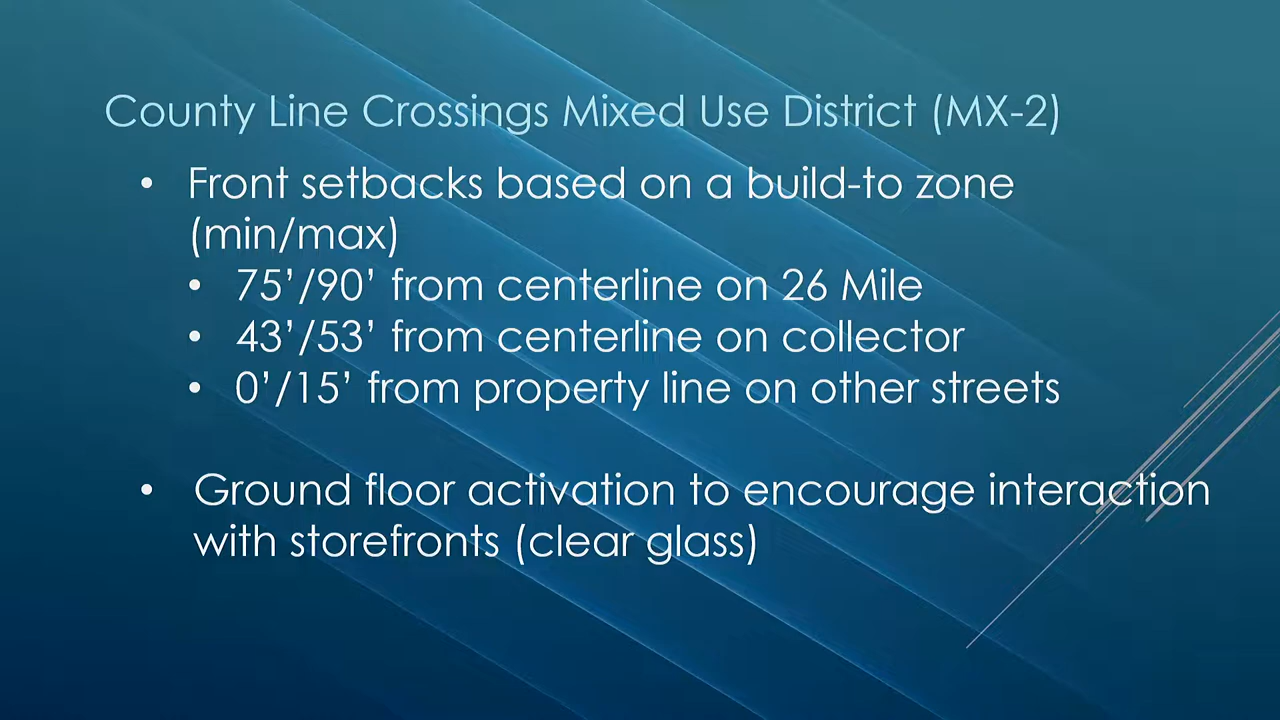 County Line Crossings Mixed Use District (MX-2)
• Front setbacks based on a build-to zone
(min/max)
• 75’/90’ from centerline on 26 Mile
• 43’/53’ from centerline on collector
• 0’/15’ from property line on other streets
• Ground floor activation to encourage interaction
with storefronts (clear glass)